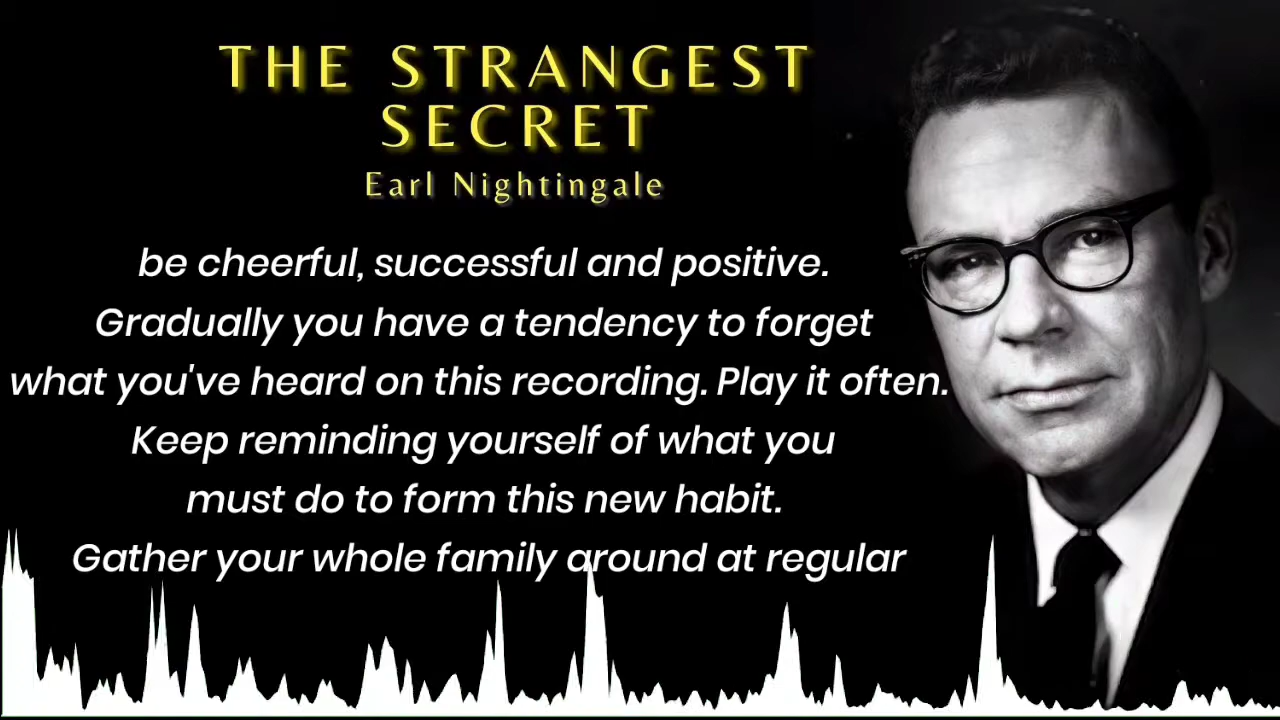 THE STRANGEST
SECRET
Earl Nightingale
be cheerful, successful and positive.
Gradually you have a tendency to forget
what you've heard on this recording. Play it often.
Keep reminding yourself of what you
must do to form this new habit.
Gather your whole family around at regular